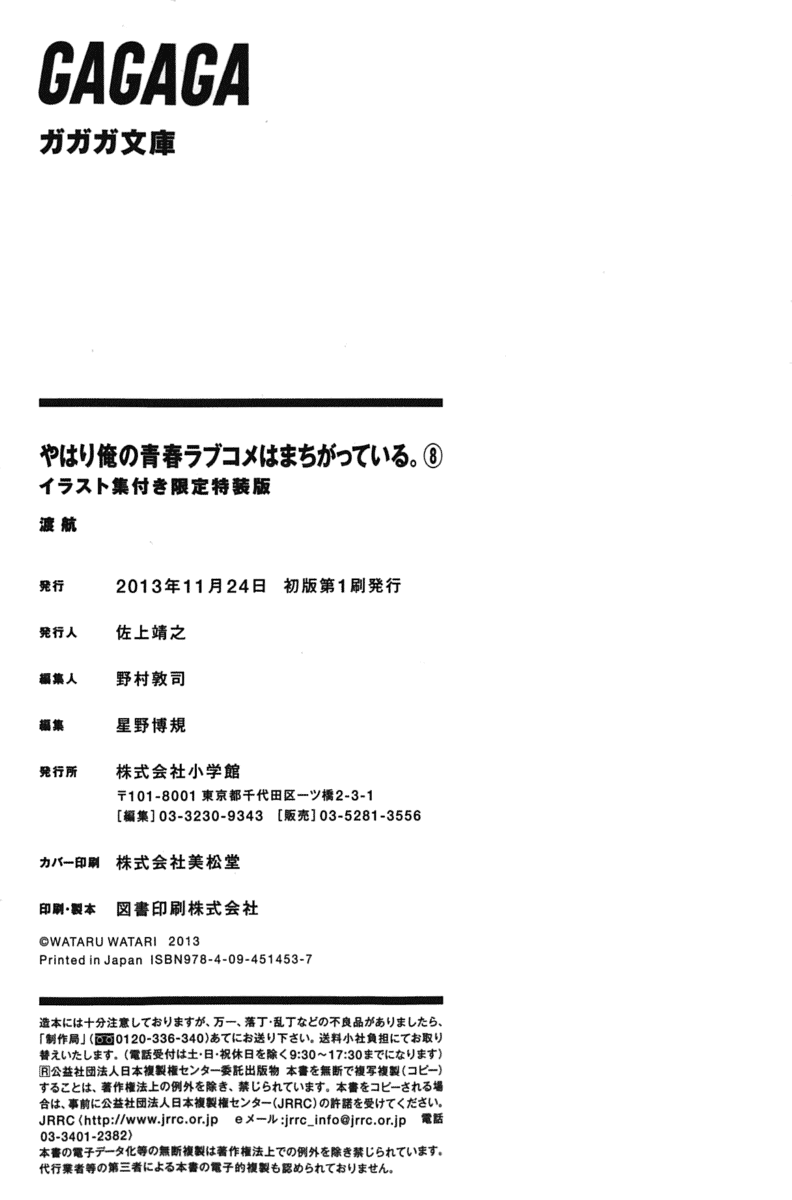 GAGAGA
ガガガ文庫
やはり俺の青春ラブコメはまちがっている。⑧
イラスト集付き限定特装版
渡 航
発行 2013年11月24日 初版第1刷発行
発行人 佐上靖之
編集人 野村敦司
編集 星野博規
発行所 株式会社小学館
〒101-8001 東京都千代田区一ツ橋2-3-1
［編集］03-3230-9343 ［販売］03-5281-3556
カバー印刷 株式会社美松堂
印刷・製本 図書印刷株式会社
©WATARU WATARI 2013
Printed in Japan ISBN978-4-09-451453-7
造本には十分注意しておりますが、万一、落丁・乱丁などの不良品がありましたら、
「制作局」（0120-336-340）あてにお送り下さい。送料小社負担にてお取り
替えいたします。（電話受付は土・日・祝休日を除く9:30〜17:30までになります）
Ⓡ公益社団法人日本複製権センター委託出版物 本書を無断で複写複製（コピー）
することは、著作権法上の例外を除き、禁じられています。本書をコピーされる場
合は、事前に公益社団法人日本複製権センター（JRRC）の許諾を受けてください。
JRRC〈http://www.jrrc.or.jp eメール:jrrc_info@jrrc.or.jp 電話
03-3401-2382〉
本書の電子データ化等の無断複製は著作権法上での例外を除き禁じられています。
代行業者等の第三者による本書の電子的複製も認められておりません。